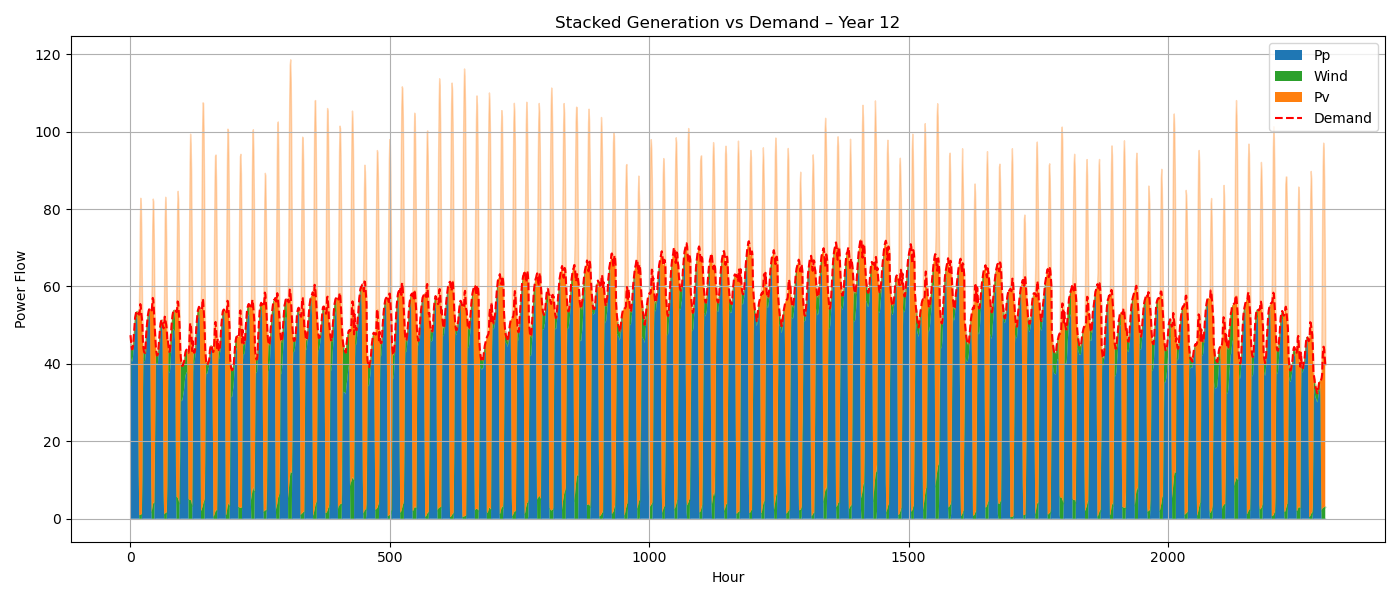 Stacked Generation vs Demand – Year 12
Power Flow
120
100
80
60
40
20
0
0 500 1000 1500 2000
Hour
Pp
Wind
Pv
Demand